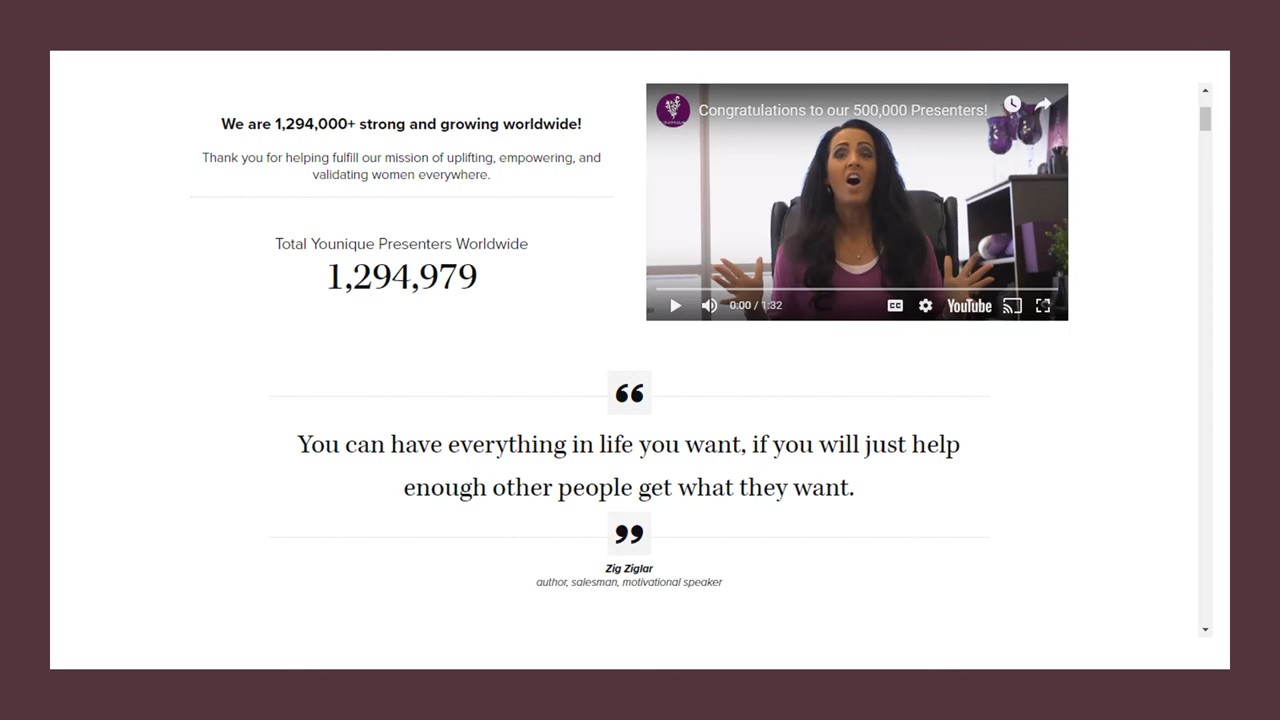 We are 1,294,000+ strong and growing worldwide!
Thank you for helping fulfill our mission of uplifting, empowering, and
validating women everywhere.
Total Younique Presenters Worldwide
1,294,979
Congratulations to our 500,000 Presenters!
0:00 / 1:32
CC
YouTube
“
You can have everything in life you want, if you will just help
enough other people get what they want.
”
Zig Ziglar
author, salesman, motivational speaker